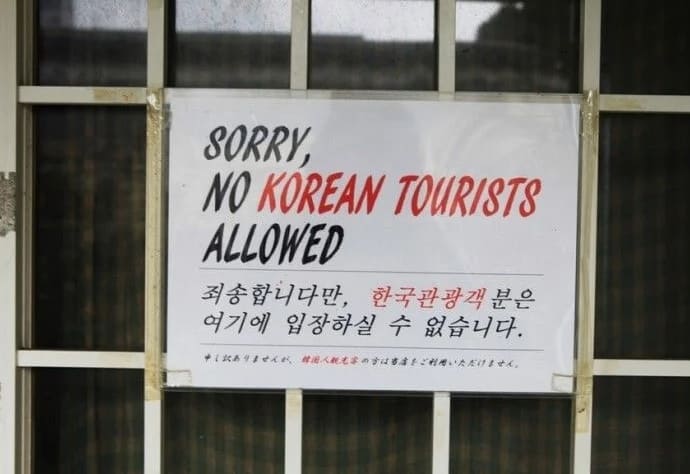 SORRY,
NO KOREAN TOURISTS
ALLOWED
죄송합니다만, 한국관광객 분은
여기에 입장하실 수 없습니다.
申し訳ありませんが、韓国人観光客の方は当店をご利用いただけません。